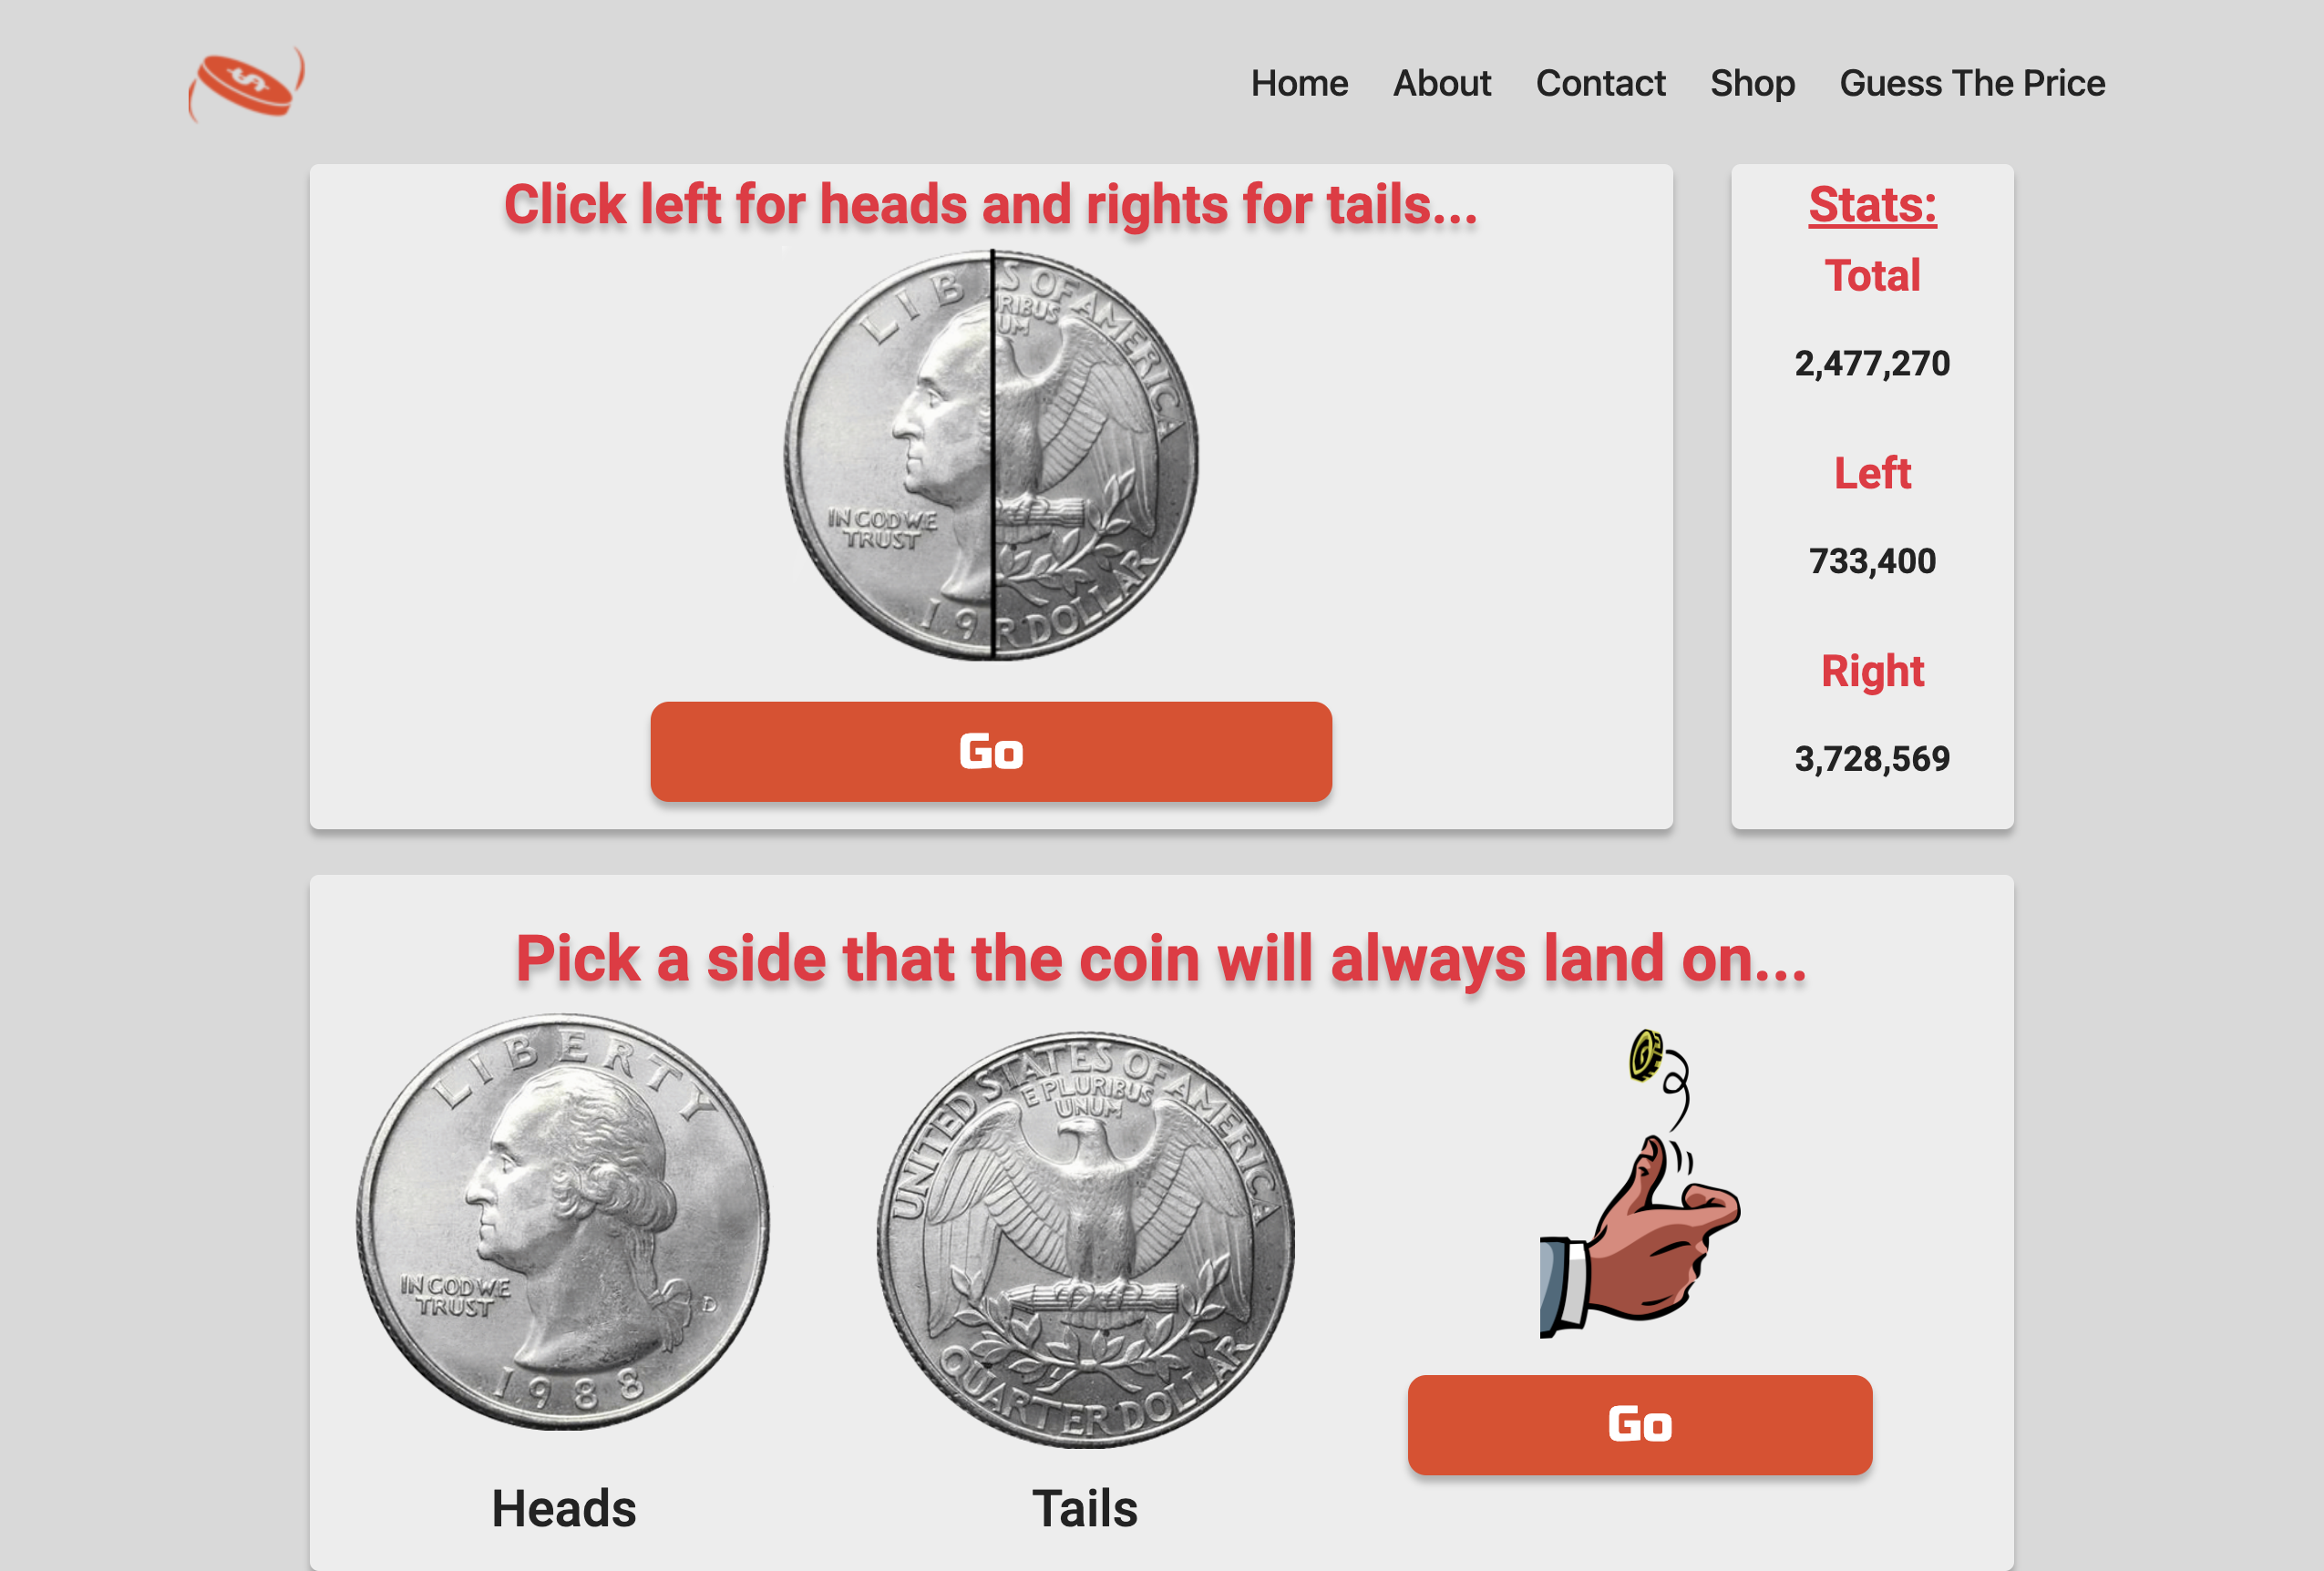 Home About Contact Shop Guess The Price
Click left for heads and rights for tails...
LIB
S OF AMERICA
RIBUS
UM
IN GOD WE
TRUST
19
R DOLLAR
Go
Stats:
Total
2,477,270
Left
733,400
Right
3,728,569
Pick a side that the coin will always land on...
LIBERTY
IN GOD WE
TRUST
D
1988
Heads
UNITED STATES OF AMERICA
E PLURIBUS
UNUM
QUARTER DOLLAR
Tails
Go